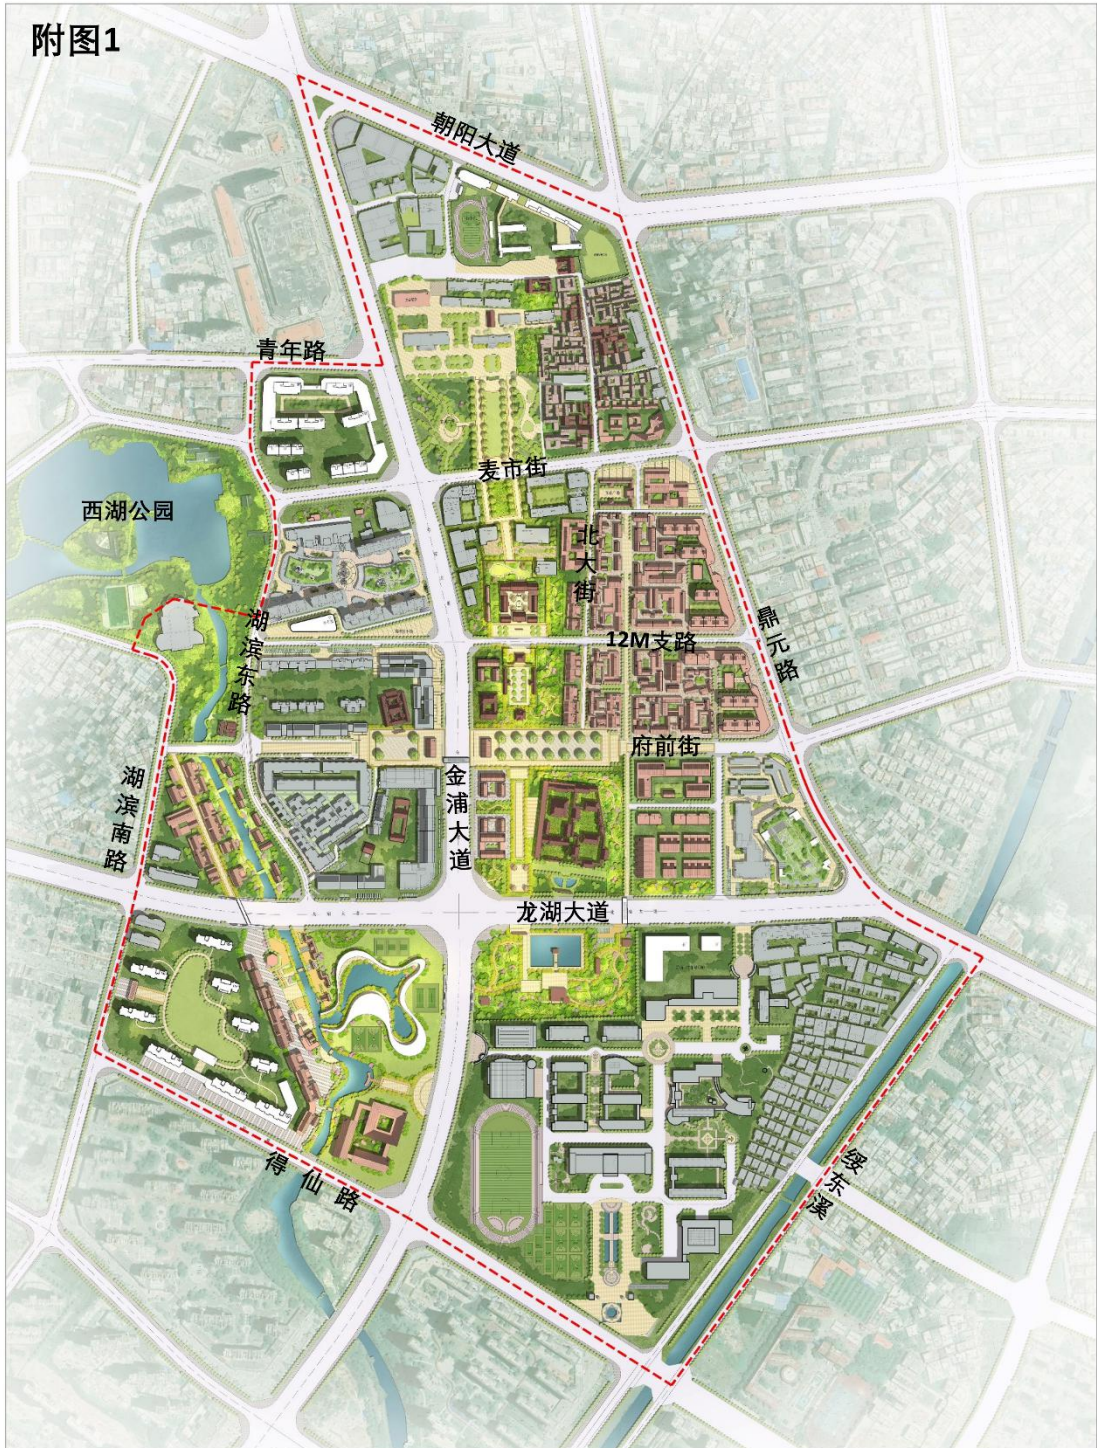 附图1
朝阳大道
青年路
麦市街
西湖公园
北大街
湖滨东路
12M支路
鼎元路
府前街
湖滨南路
金浦大道
龙湖大道
绥东溪
得仙路